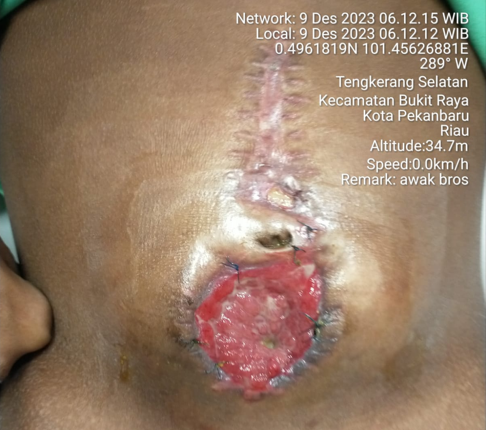 Network: 9 Des 2023 06.12.15 WIB
Local: 9 Des 2023 06.12.12 WIB
0.4961819N 101.45626881E
289° W
Tengkerang Selatan
Kecamatan Bukit Raya
Kota Pekanbaru
Riau
Altitude:34.7m
Speed:0.0km/h
Remark: awak bros